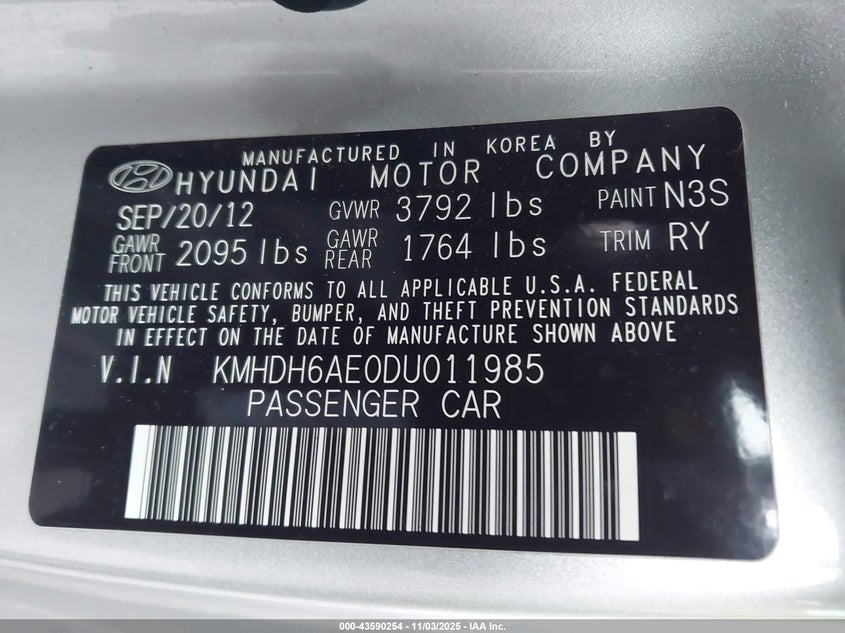 MANUFACTURED IN KOREA BY
HYUNDAI MOTOR COMPANY
SEP/20/12 GVWR 3792 lbs PAINT N3S
GAWR FRONT 2095 lbs GAWR REAR 1764 lbs TRIM RY
THIS VEHICLE CONFORMS TO ALL APPLICABLE U.S.A. FEDERAL
MOTOR VEHICLE SAFETY, BUMPER, AND THEFT PREVENTION STANDARDS
IN EFFECT ON THE DATE OF MANUFACTURE SHOWN ABOVE
V.I.N KMHDH6AE0DU011985
PASSENGER CAR
000-43590254 - 11/03/2025 - IAA Inc.